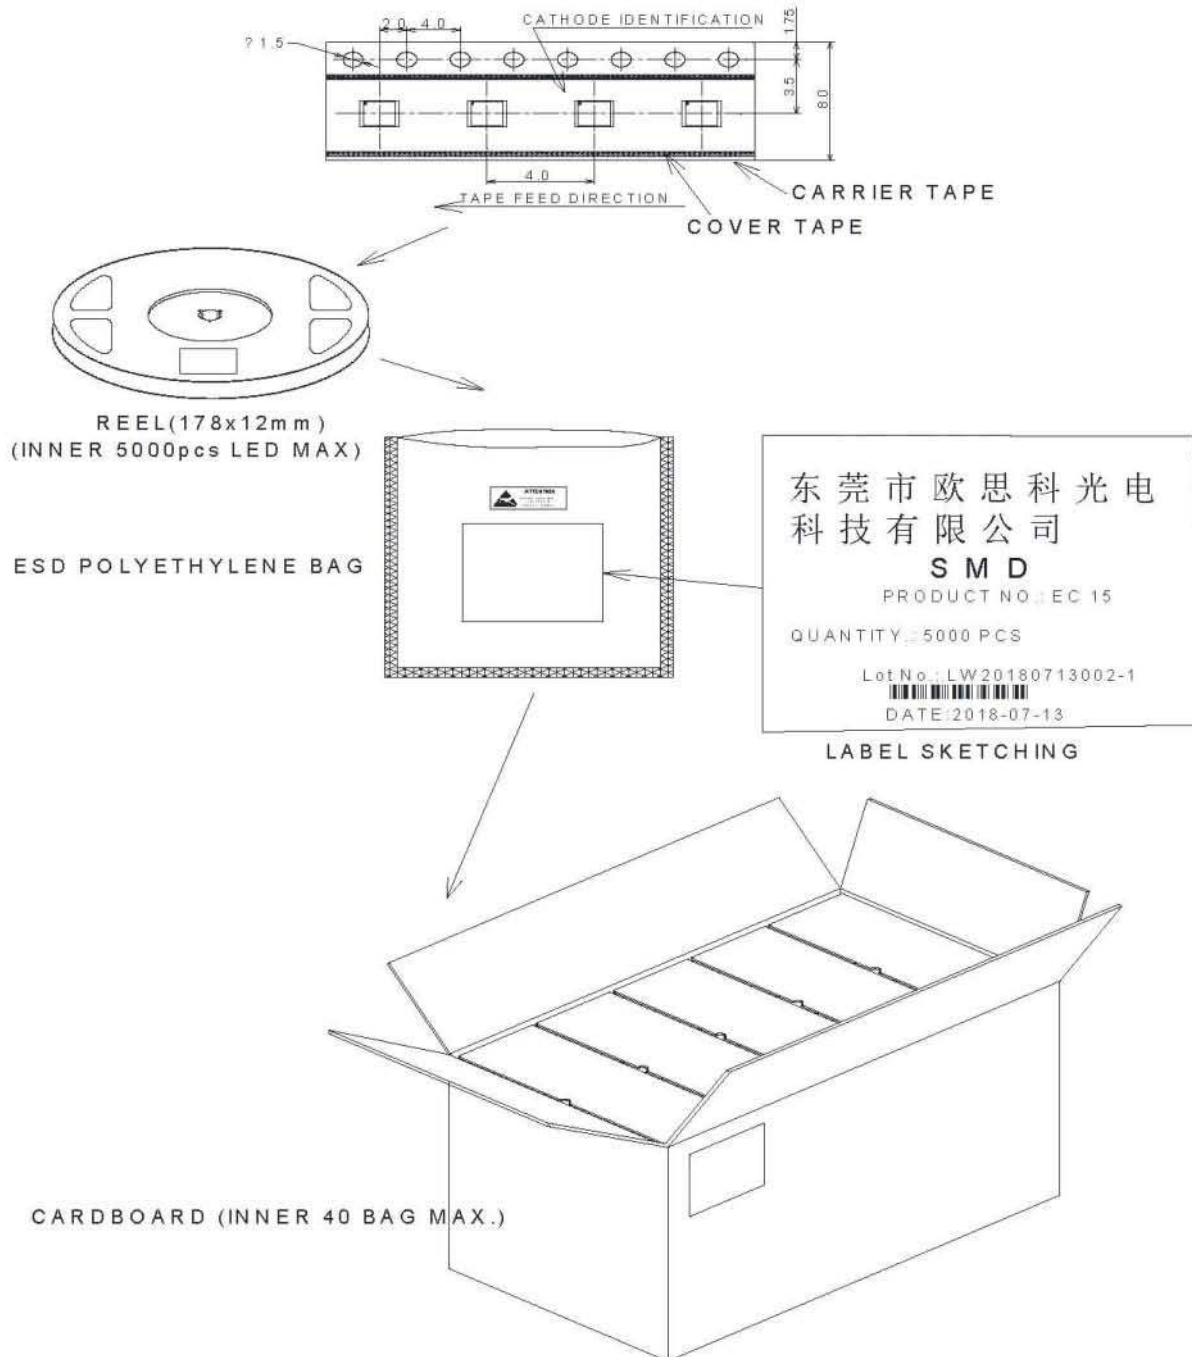 2.0
4.0
CATHODE IDENTIFICATION
1.75
? 1.5
3.5
8.0
4.0
TAPE FEED DIRECTION
CARRIER TAPE
COVER TAPE
REEL(178x12mm)
(INNER 5000pcs LED MAX)
ATTENTION
ESD POLYETHYLENE BAG
东莞市欧思科光电
科技有限公司
SMD
PRODUCT NO.: EC 15
QUANTITY.: 5000 PCS
Lot No.: LW20180713002-1
DATE:2018-07-13
LABEL SKETCHING
CARDBOARD (INNER 40 BAG MAX.)